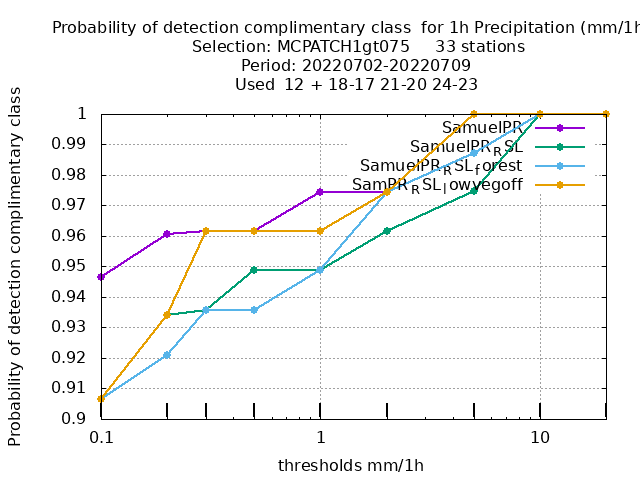 Probability of detection complimentary class  for 1h Precipitation (mm/1h
Selection: MCPATCH1gt075     33 stations
Period: 20220702-20220709
Used  12 + 18-17 21-20 24-23
Probability of detection complimentary class
1
0.99
0.98
0.97
0.96
0.95
0.94
0.93
0.92
0.91
0.9
0.1
1
10
thresholds mm/1h
SamuelPR
SamuelPR_RSL
SamuelPR_RSL_forest
SamPR_RSL_lowvegoff